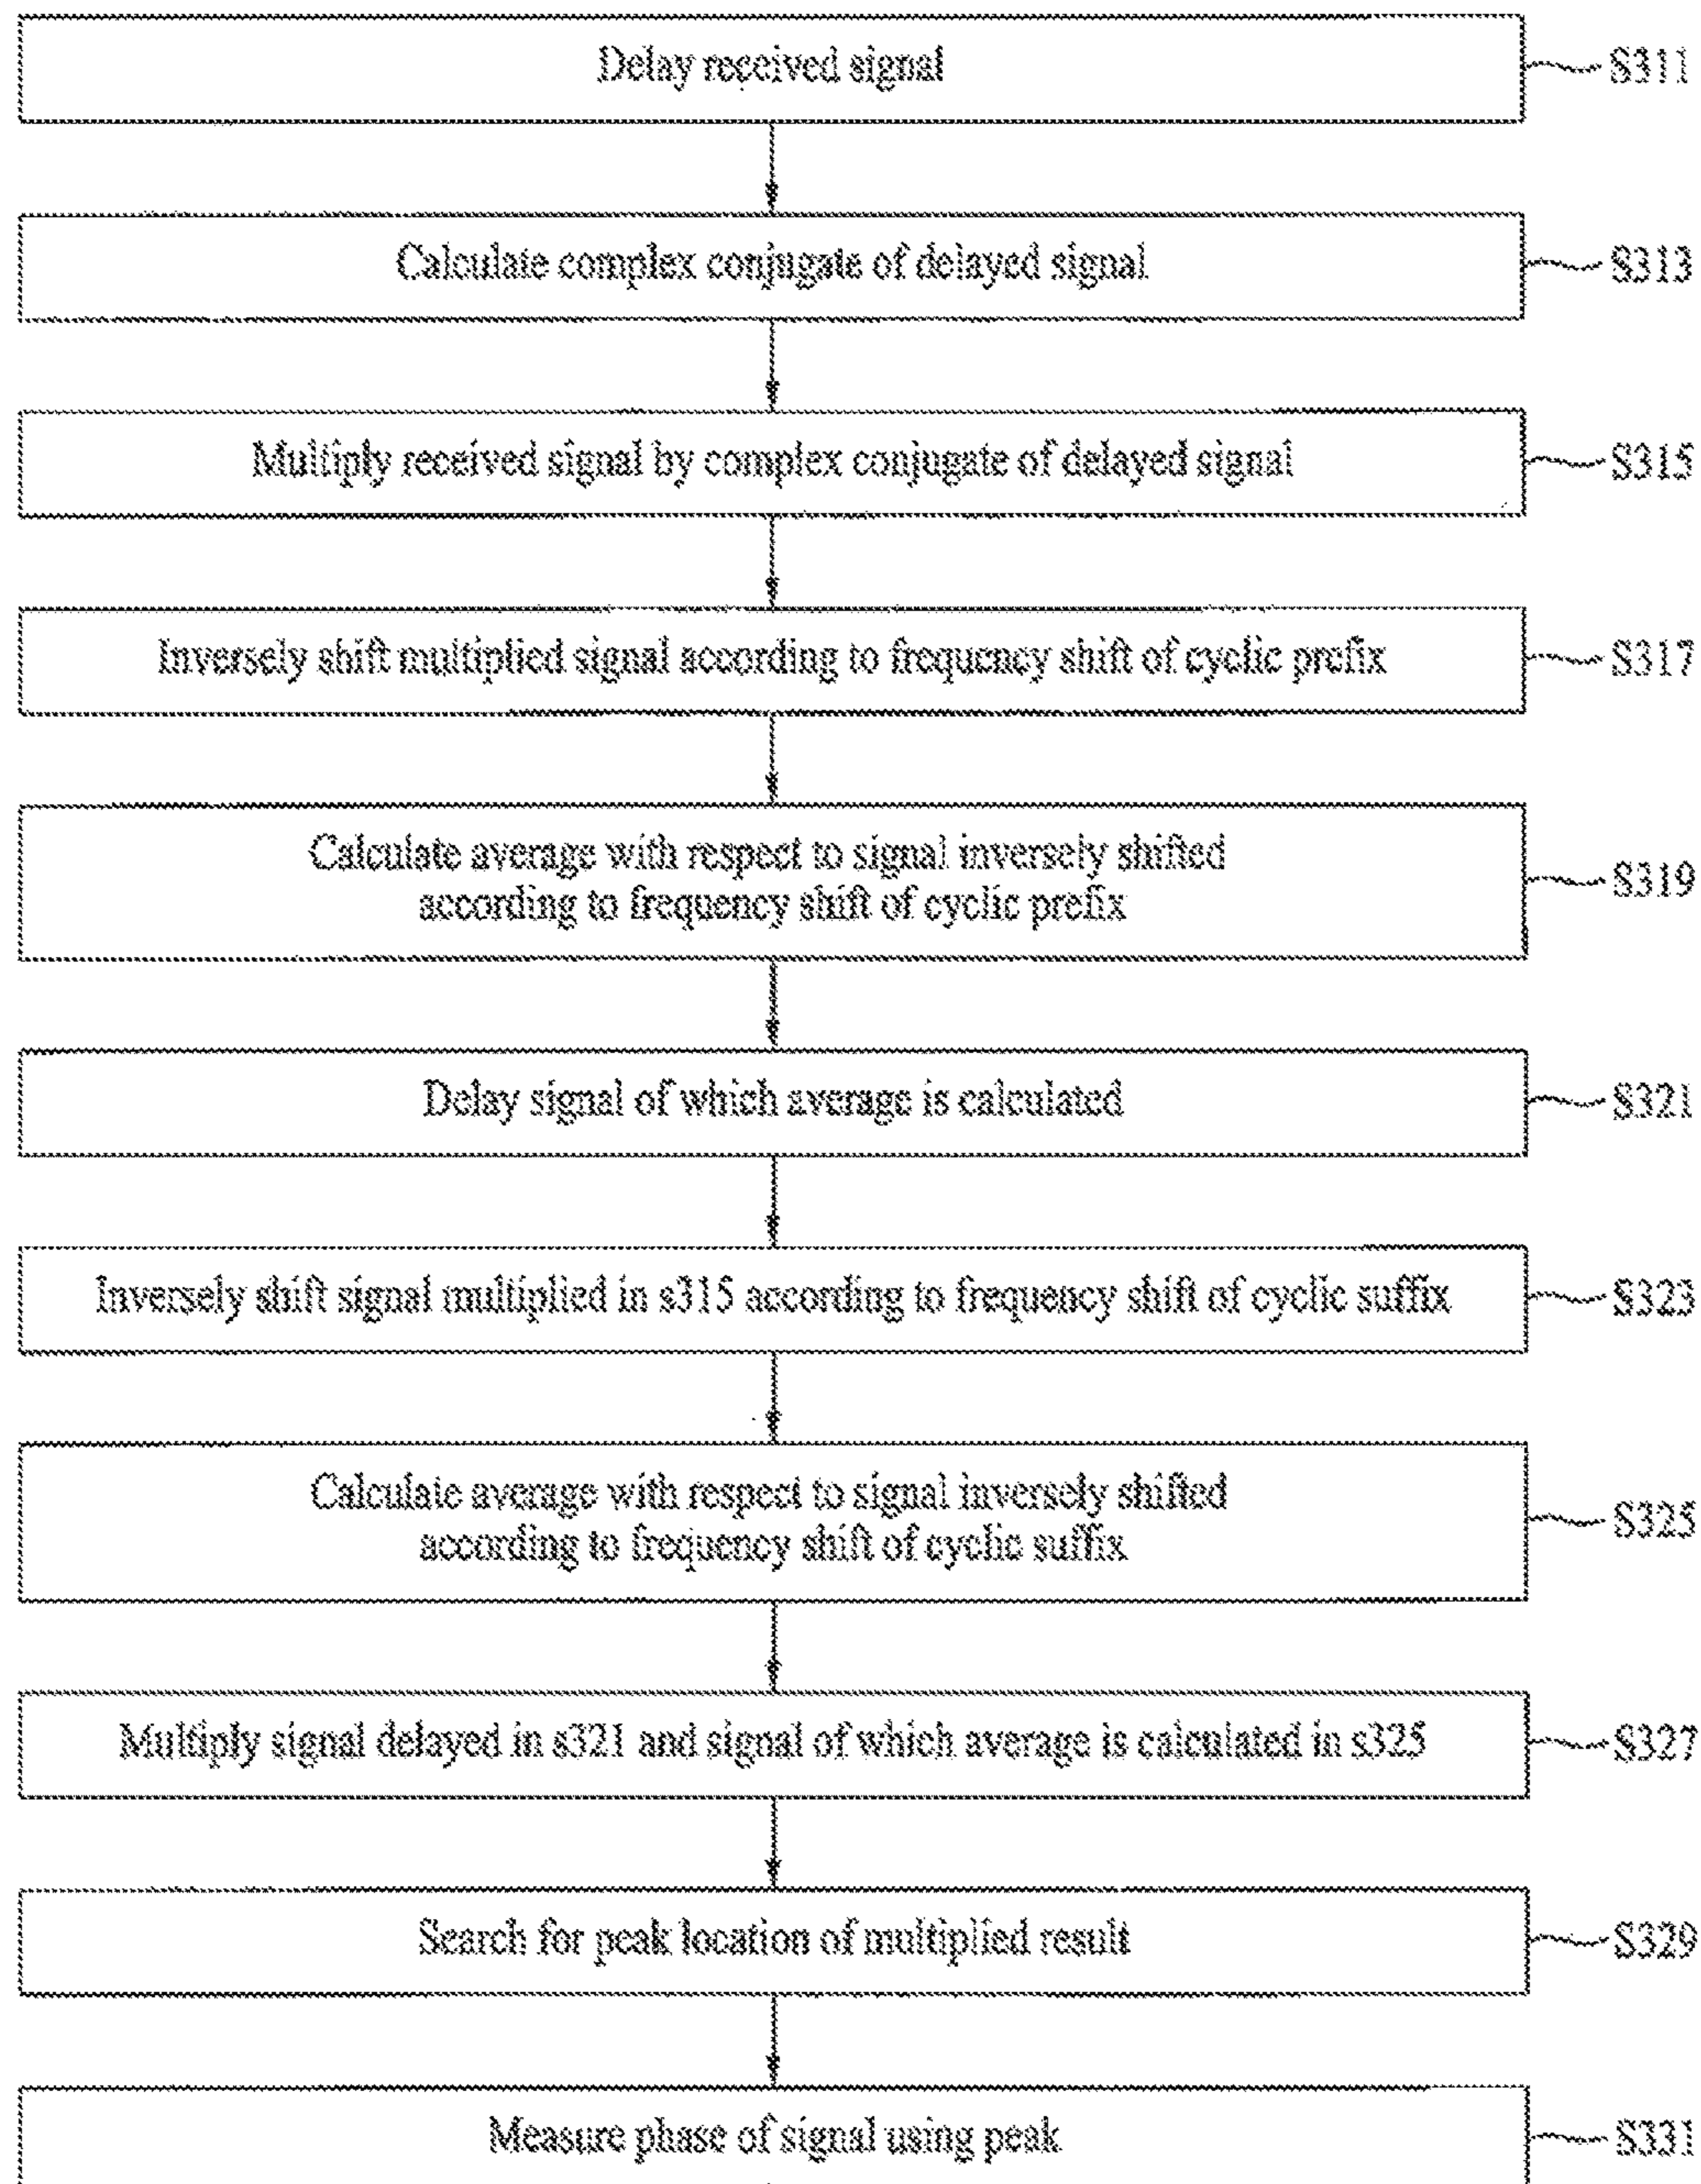 Delay received signal
S311
Calculate complex conjugate of delayed signal
S313
Multiply received signal by complex conjugate of delayed signal
S315
Inversely shift multiplied signal according to frequency shift of cyclic prefix
S317
Calculate average with respect to signal inversely shifted
according to frequency shift of cyclic prefix
S319
Delay signal of which average is calculated
S321
Inversely shift signal multiplied in s315 according to frequency shift of cyclic suffix
S323
Calculate average with respect to signal inversely shifted
according to frequency shift of cyclic suffix
S325
Multiply signal delayed in s321 and signal of which average is calculated in s325
S327
Search for peak location of multiplied result
S329
Measure phase of signal using peak
S331